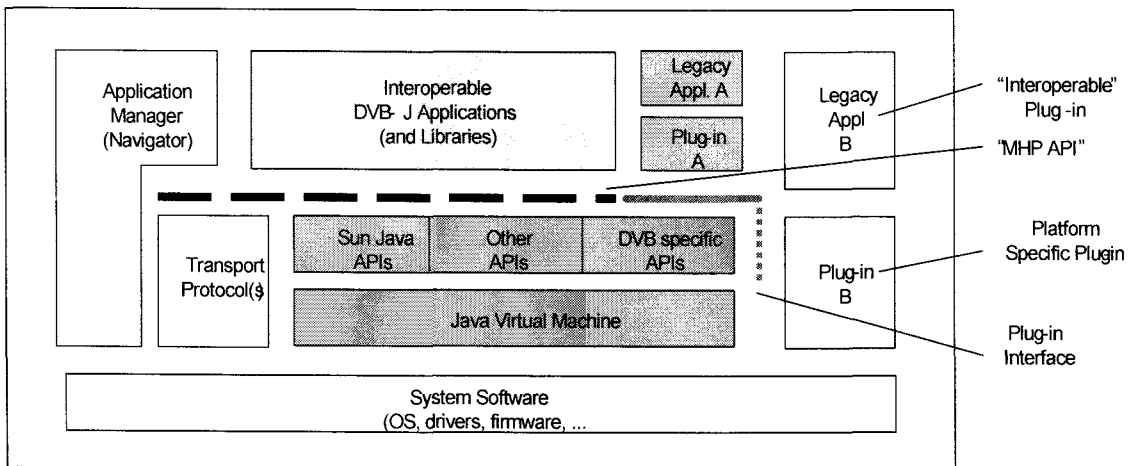 Application
Manager
(Navigator)
Interoperable
DVB- J Applications
(and Libraries)
Legacy
Appl. A
Plug-in
A
Legacy
Appl
B
"Interoperable"
Plug -in
"MHP API"
Transport
Protocol(s)
Sun Java
APIs
Other
APIs
DVB specific
APIs
Java Virtual Machine
Plug-in
B
Platform
Specific Plugin
Plug-in
Interface
System Software
(OS, drivers, firmware, ...